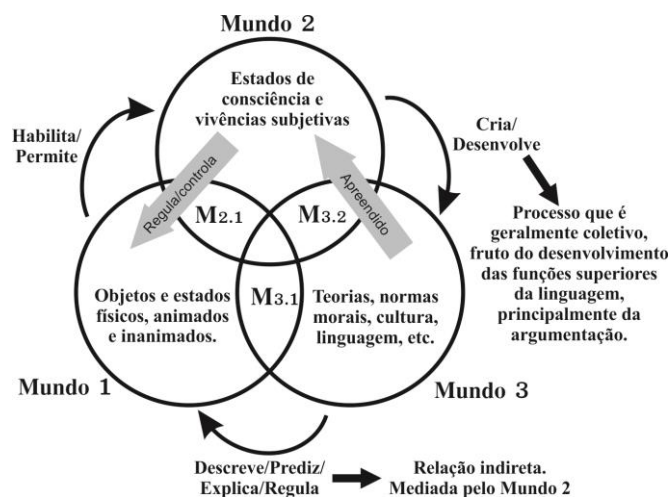 Mundo 2
Estados de
consciência e
vivências subjetivas
Habilita/
Permite
Cria/
Desenvolve
Regula/controla
Apreendido
M2.1
M3.2
Processo que é
geralmente coletivo,
fruto do desenvolvimento
das funções superiores
da linguagem,
principalmente da
argumentação.
M3.1
Objetos e estados
físicos, animados
e inanimados.
Teorias, normas
morais, cultura,
linguagem, etc.
Mundo 1
Mundo 3
Descreve/Prediz/
Explica/Regula
Relação indireta.
Mediada pelo Mundo 2